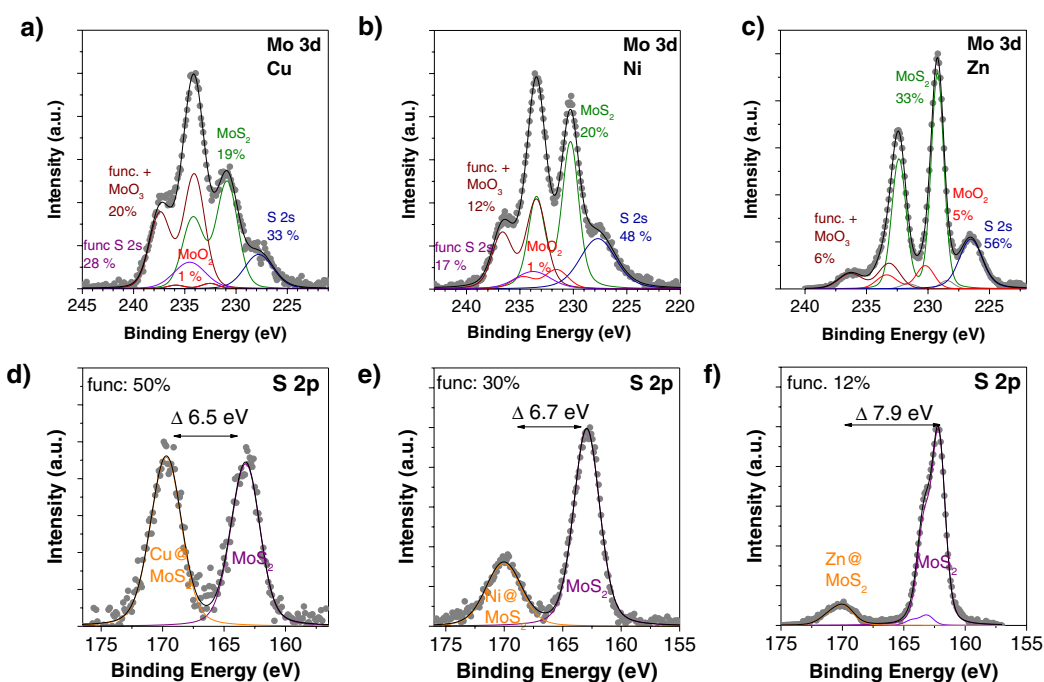 a)
Mo 3d
Cu
MoS2
19%
func. +
MoO3
20%
S 2s
33 %
func S 2s
28 %
MoO2
1 %
Intensity (a.u.)
245 240 235 230 225
Binding Energy (eV)
b)
Mo 3d
Ni
MoS2
20%
func. +
MoO3
12%
S 2s
48 %
func S 2s
17 %
MoO2
1 %
Intensity (a.u.)
240 235 230 225 220
Binding Energy (eV)
c)
Mo 3d
Zn
MoS2
33%
MoO2
5%
func. +
MoO3
6%
S 2s
56%
Intensity (a.u.)
240 235 230 225
Binding Energy (eV)
d)
func: 50%
S 2p
Δ 6.5 eV
Cu@
MoS2
MoS2
Intensity (a.u.)
175 170 165 160
Binding Energy (eV)
e)
func: 30%
S 2p
Δ 6.7 eV
Ni@
MoS2
MoS2
Intensity (a.u.)
175 170 165 160 155
Binding Energy (eV)
f)
func. 12%
S 2p
Δ 7.9 eV
Zn@
MoS2
MoS2
Intensity (a.u.)
175 170 165 160 155
Binding Energy (eV)